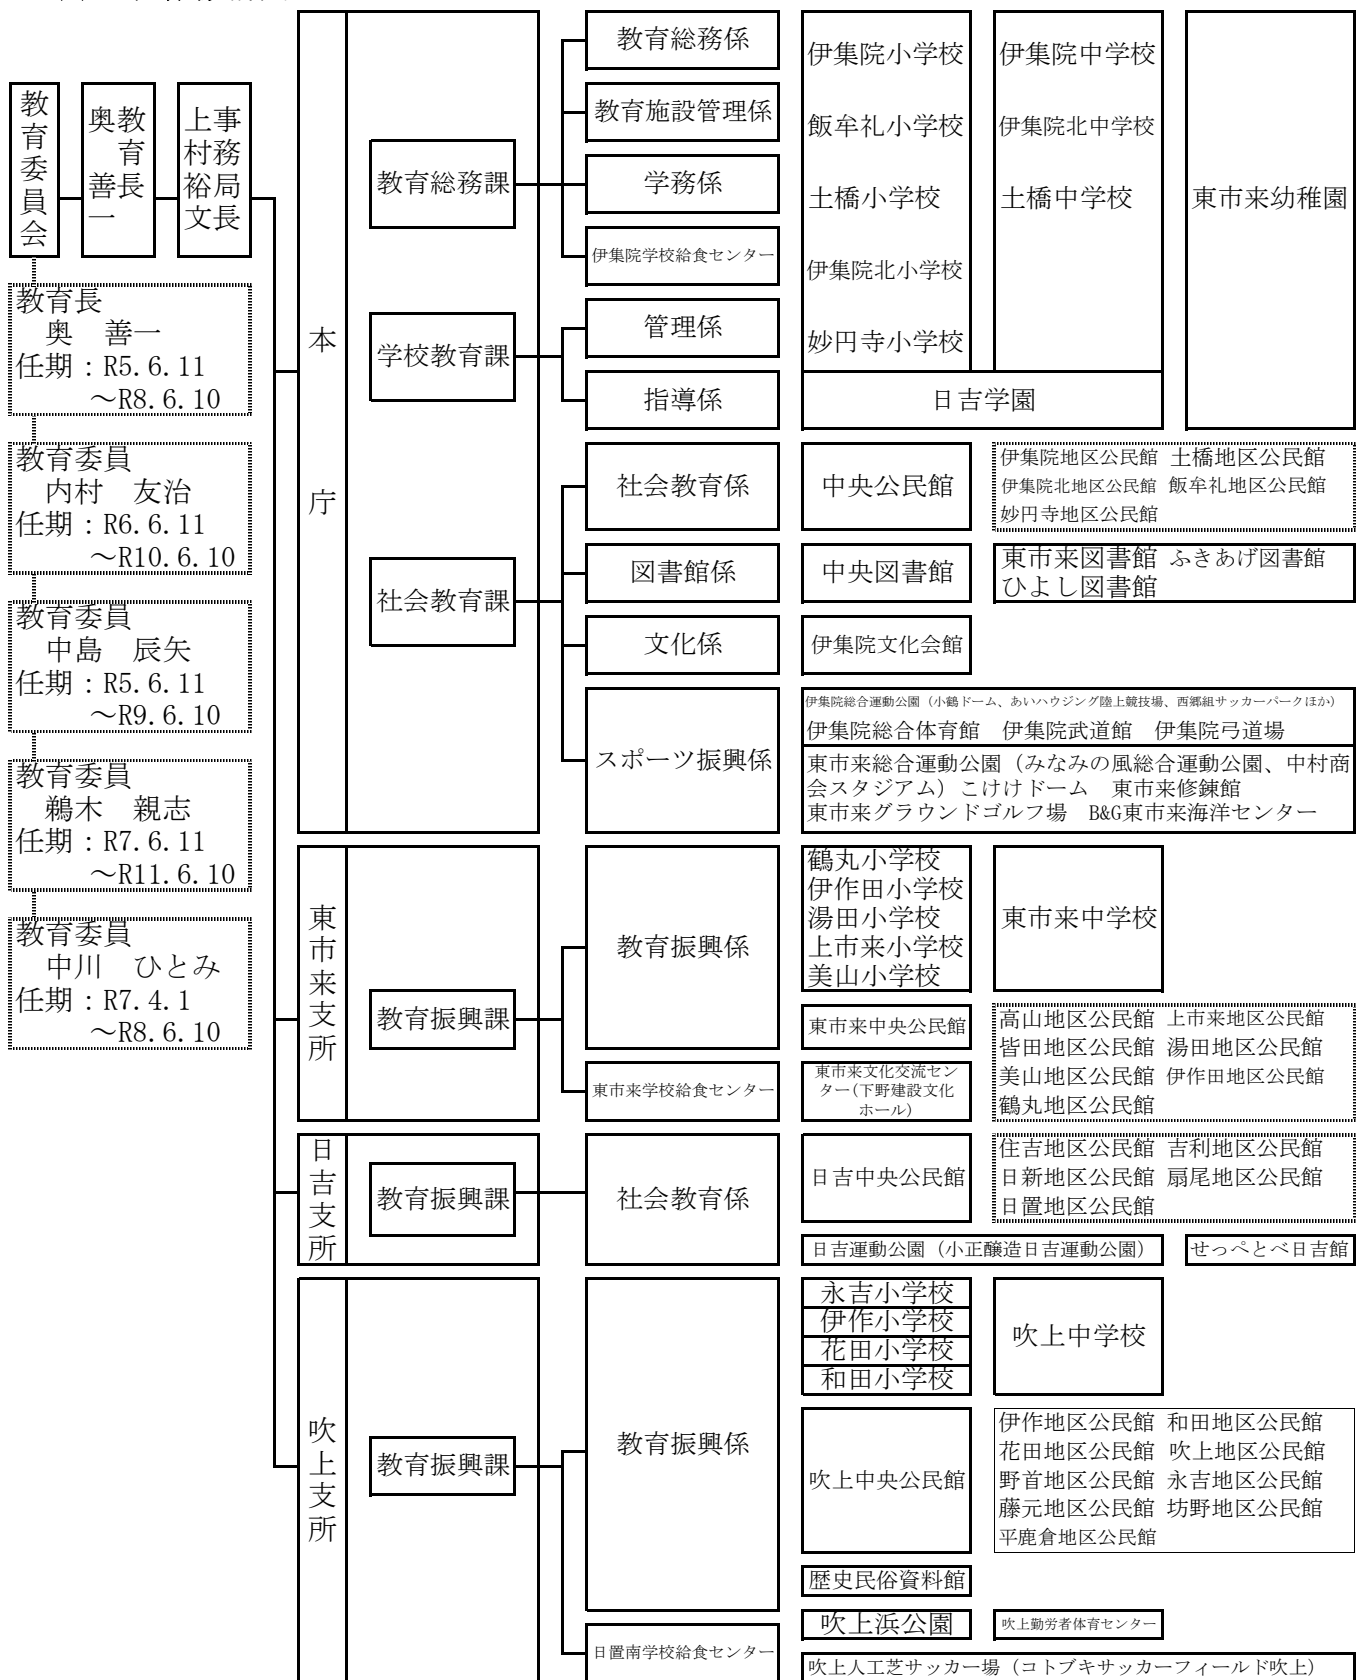 教育委員会
教育長
奥　善一
事務局長
上村裕文
教育長
奥　善一
任期：R5.6.11
～R8.6.10
教育委員
内村　友治
任期：R6.6.11
～R10.6.10
教育委員
中島　辰矢
任期：R5.6.11
～R9.6.10
教育委員
鵜木　親志
任期：R7.6.11
～R11.6.10
教育委員
中川　ひとみ
任期：R7.4.1
～R8.6.10
本庁
教育総務課
教育総務係
教育施設管理係
学務係
伊集院学校給食センター
学校教育課
管理係
指導係
伊集院小学校
飯牟礼小学校
土橋小学校
伊集院北小学校
妙円寺小学校
伊集院中学校
伊集院北中学校
土橋中学校
日吉学園
東市来幼稚園
社会教育課
社会教育係
中央公民館
伊集院地区公民館 土橋地区公民館
伊集院北地区公民館 飯牟礼地区公民館
妙円寺地区公民館
図書館係
中央図書館
東市来図書館 ふきあげ図書館
ひよし図書館
文化係
伊集院文化会館
スポーツ振興係
伊集院総合運動公園（小鶴ドーム、あいハウジング陸上競技場、西郷組サッカーパークほか）
伊集院総合体育館　伊集院武道館　伊集院弓道場
東市来総合運動公園（みなみの風総合運動公園、中村商
会スタジアム）こけけドーム　東市来修錬館
東市来グラウンドゴルフ場　B&G東市来海洋センター
東市来支所
教育振興課
教育振興係
鶴丸小学校
伊作田小学校
湯田小学校
上市来小学校
美山小学校
東市来中学校
東市来中央公民館
高山地区公民館 上市来地区公民館
皆田地区公民館 湯田地区公民館
美山地区公民館 伊作田地区公民館
鶴丸地区公民館
東市来学校給食センター
東市来文化交流セン
ター(下野建設文化
ホール)
日吉支所
教育振興課
社会教育係
日吉中央公民館
住吉地区公民館 吉利地区公民館
日新地区公民館 扇尾地区公民館
日置地区公民館
日吉運動公園（小正醸造日吉運動公園）
せっぺとべ日吉館
吹上支所
教育振興課
教育振興係
永吉小学校
伊作小学校
花田小学校
和田小学校
吹上中学校
吹上中央公民館
伊作地区公民館 和田地区公民館
花田地区公民館 吹上地区公民館
野首地区公民館 永吉地区公民館
藤元地区公民館 坊野地区公民館
平鹿倉地区公民館
歴史民俗資料館
吹上浜公園
吹上勤労者体育センター
日置南学校給食センター
吹上人工芝サッカー場（コトブキサッカーフィールド吹上）